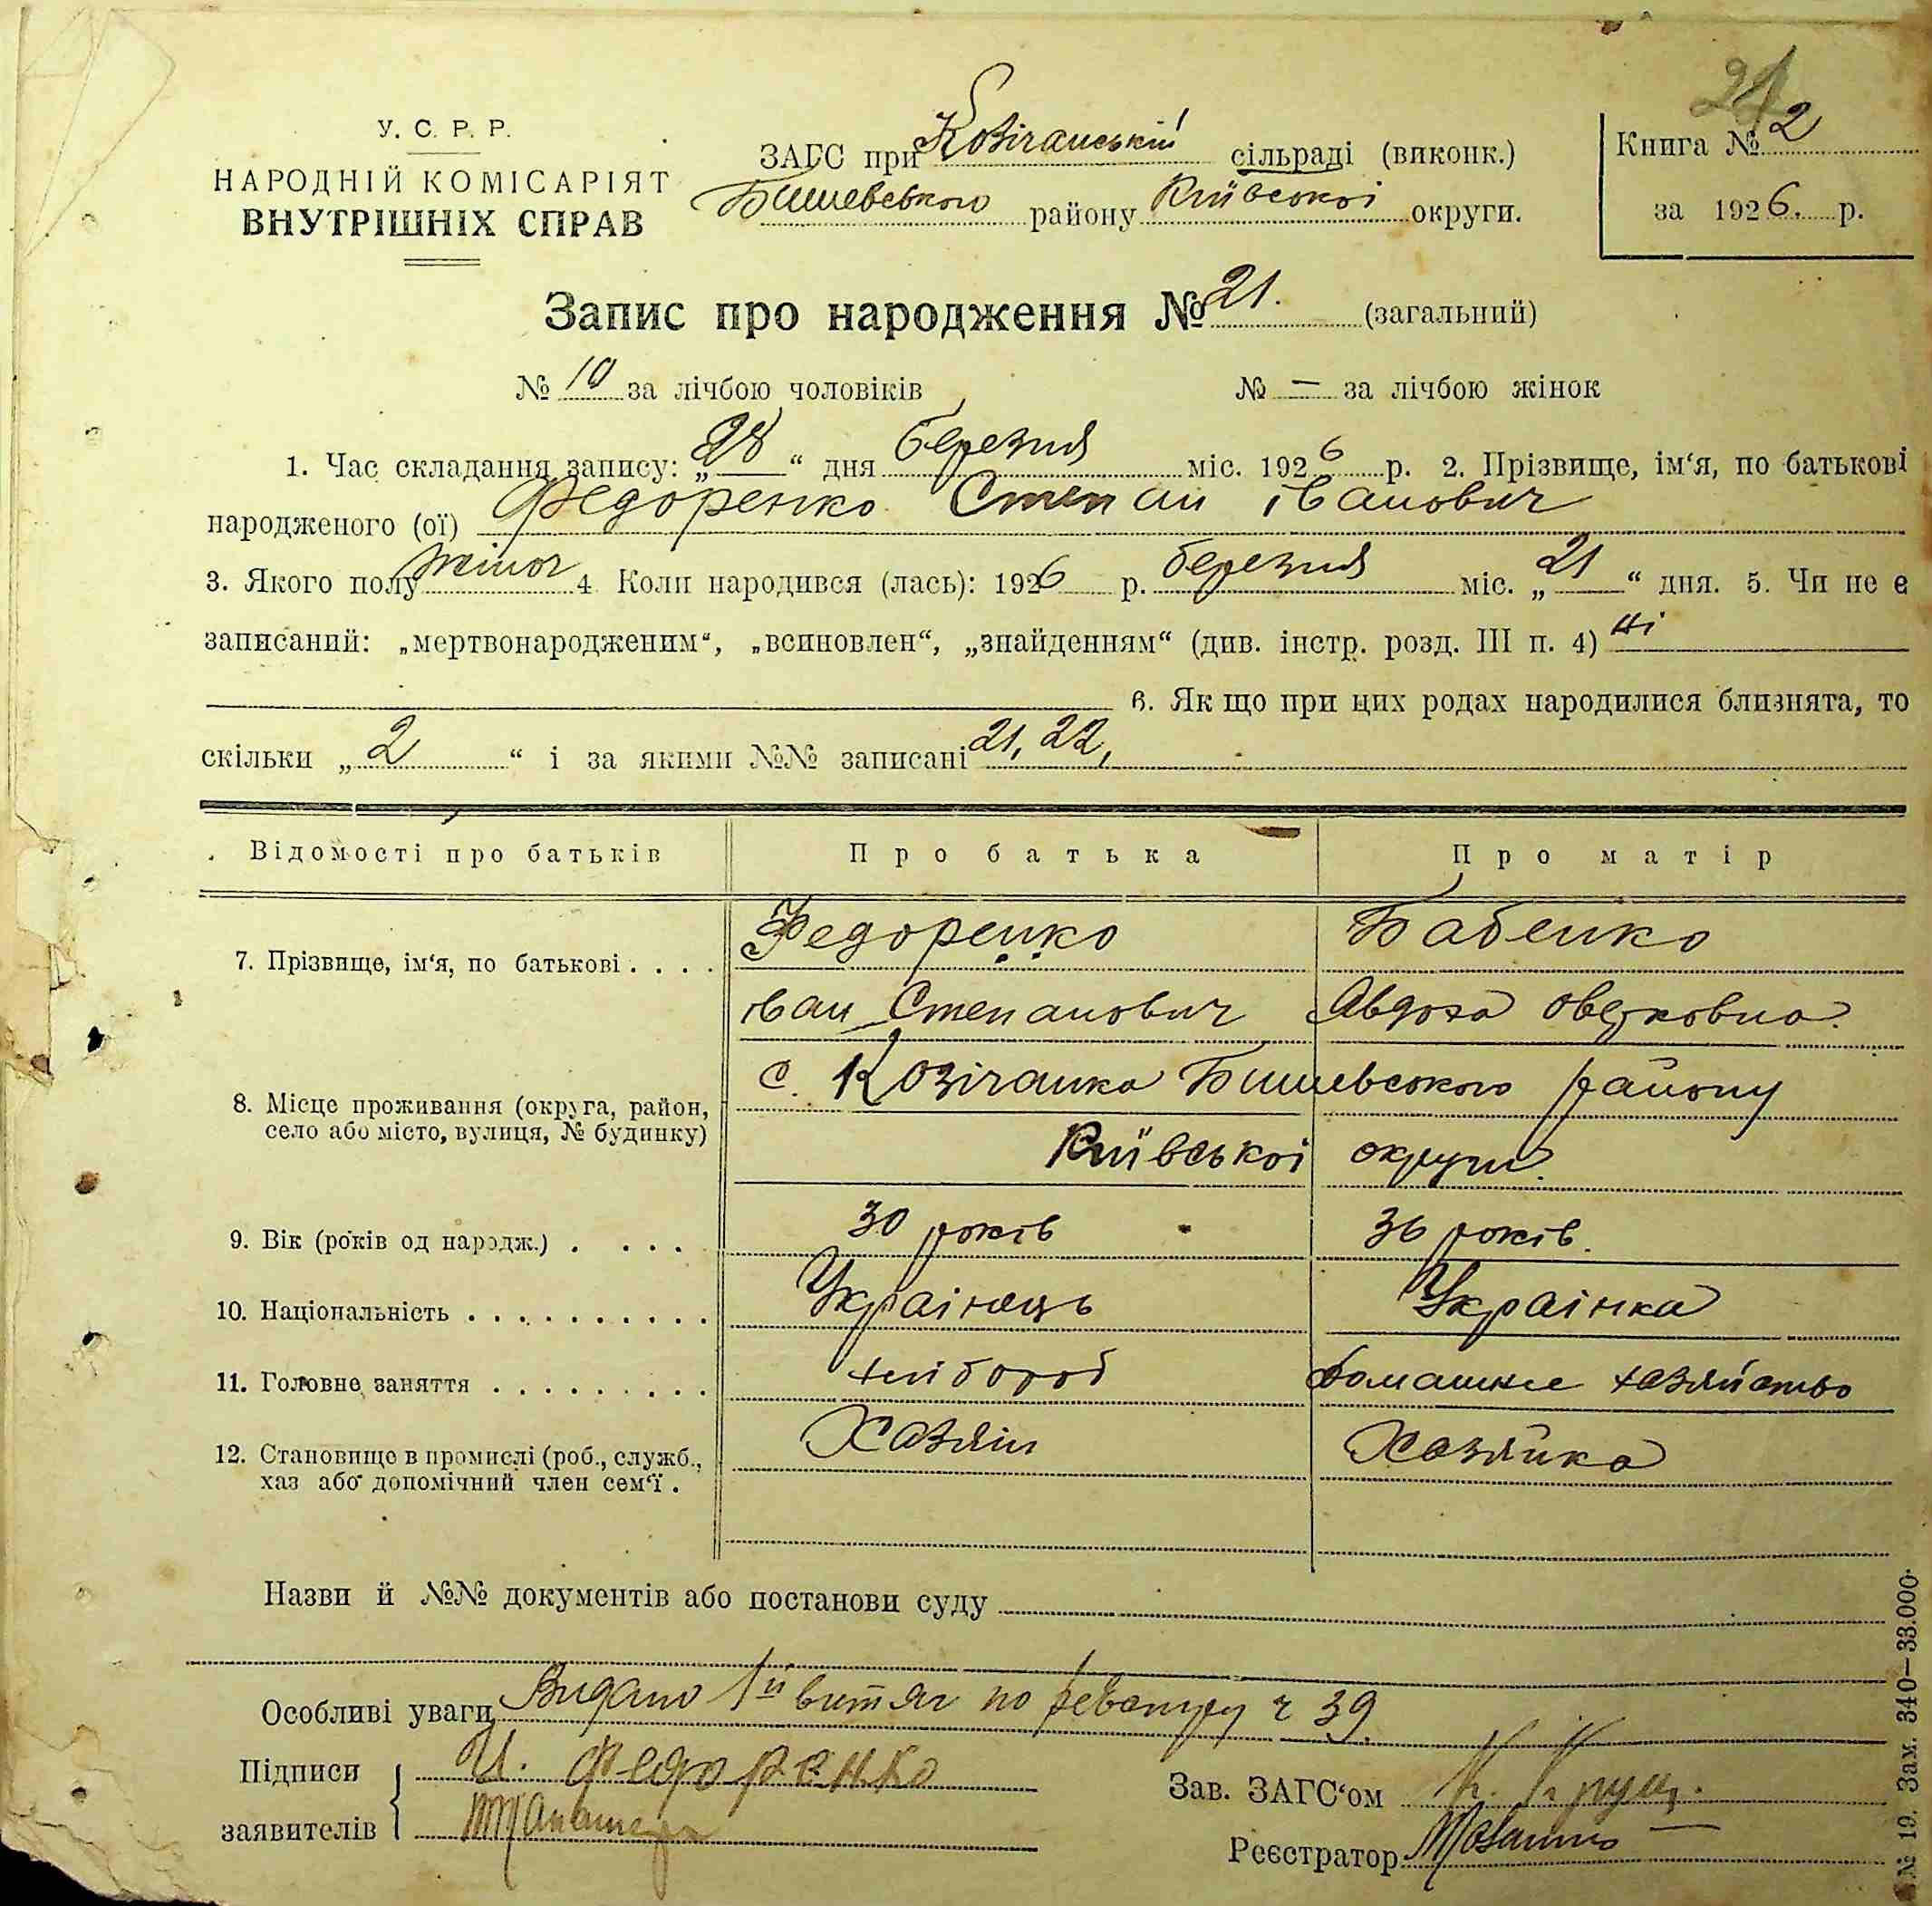 21
У. С. Р. Р.
НАРОДНІЙ КОМІСАРІЯТ
ВНУТРІШНІХ СПРАВ
ЗАГС при Козічанській сільраді (виконк.)
Бишевського району Київської округи.
Книга № 2
за 1926. р.
Запис про народження № 21. (загальний)
№ 10 за лічбою чоловіків № — за лічбою жінок
1. Час складання запису: „28“ дня березня міс. 1926 р. 2. Прізвище, ім‘я, по батькові
народженого (ої) Федоренко Степан Іванович
3. Якого полу 4 Коли народився (лась): 1926 р. березня міс. „21“ дня. 5. Чи не є
записаний: „мертвонародженим“, „всиновлен“, „знайденням“ (див. інстр. розд. III п. 4) ні
6. Як що при цих родах народилися близнята, то
скільки „2“ і за якими №№ записані 21, 22,
Відомості про батьків Про батька Про матір
7. Прізвище, ім‘я, по батькові . . . . Федоренко Бабенко
Іван Степанович Явдоха
8. Місце проживання (округа, район, село або місто, вулиця, № будинку) с. Козічанка Бишевського району
Київської округи.
9. Вік (років од народж.) . . . . 30 років 36 років.
10. Національність . . . . . . . . . . Українець Українка
11. Головне заняття . . . . . . . . . хлібороб домашнє хазяйство
12. Становище в промислі (роб., служб., хаз або допомічний член сем‘ї . Хазяїн Хазяйка
Назви й №№ документів або постанови суду
Особливі уваги Видано 1й витяг по реєстру ч 39.
Підписи
заявителів
И. Федоренко
Зав. ЗАГС‘ом
Реєстратор
№ 19. Зам. 340—33.000.